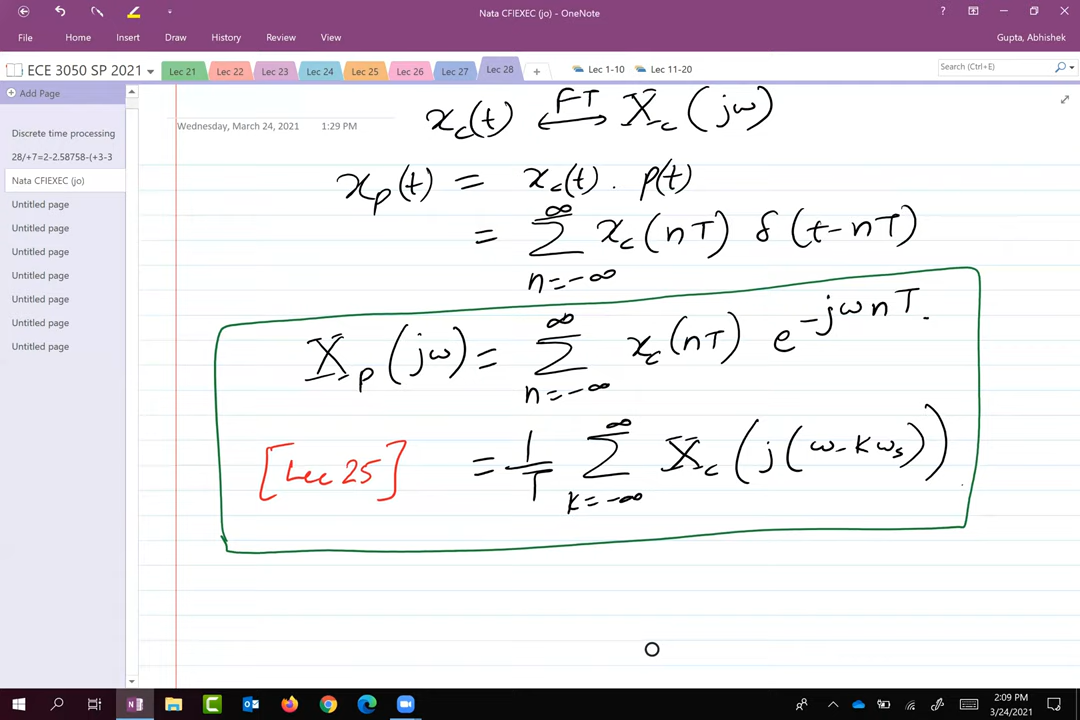 Nata CFIEXEC (jo) - OneNote
Gupta, Abhishek
File Home Insert Draw History Review View
ECE 3050 SP 2021
Lec 21 Lec 22 Lec 23 Lec 24 Lec 25 Lec 26 Lec 27 Lec 28 Lec 1-10 Lec 11-20
Search (Ctrl+E)
Add Page
Discrete time processing
28/+7=2-2.58758-(+3-3
Nata CFIEXEC (jo)
Untitled page
Untitled page
Untitled page
Untitled page
Untitled page
Untitled page
Untitled page
Wednesday, March 24, 2021 1:29 PM
x_c(t) ⟷^{FT} X_c(jω)
x_p(t) = x_c(t) · p(t)
= ∑_{n=-∞}^{∞} x_c(nT) δ(t-nT)
X_p(jω) = ∑_{n=-∞}^{∞} x_c(nT) e^{-jωnT}.
[Lec 25] = 1/T ∑_{k=-∞}^{∞} X_c(j(ω-kω_s))
2:09 PM
3/24/2021